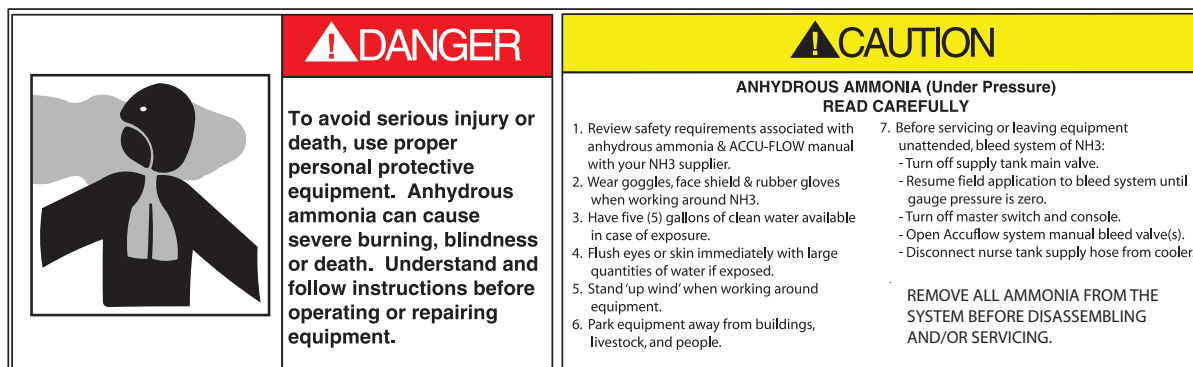 DANGER
To avoid serious injury or
death, use proper
personal protective
equipment.  Anhydrous
ammonia can cause
severe burning, blindness
or death.  Understand and
follow instructions before
operating or repairing
equipment.
CAUTION
ANHYDROUS AMMONIA (Under Pressure)
READ CAREFULLY
1. Review safety requirements associated with
anhydrous ammonia & ACCU-FLOW manual
with your NH3 supplier.
2. Wear goggles, face shield & rubber gloves
when working around NH3.
3. Have five (5) gallons of clean water available
in case of exposure.
4. Flush eyes or skin immediately with large
quantities of water if exposed.
5. Stand 'up wind' when working around
equipment.
6. Park equipment away from buildings,
livestock, and people.
7. Before servicing or leaving equipment
unattended, bleed system of NH3:
- Turn off supply tank main valve.
- Resume field application to bleed system until
gauge pressure is zero.
- Turn off master switch and console.
- Open Accuflow system manual bleed valve(s).
- Disconnect nurse tank supply hose from cooler.
REMOVE ALL AMMONIA FROM THE
SYSTEM BEFORE DISASSEMBLING
AND/OR SERVICING.